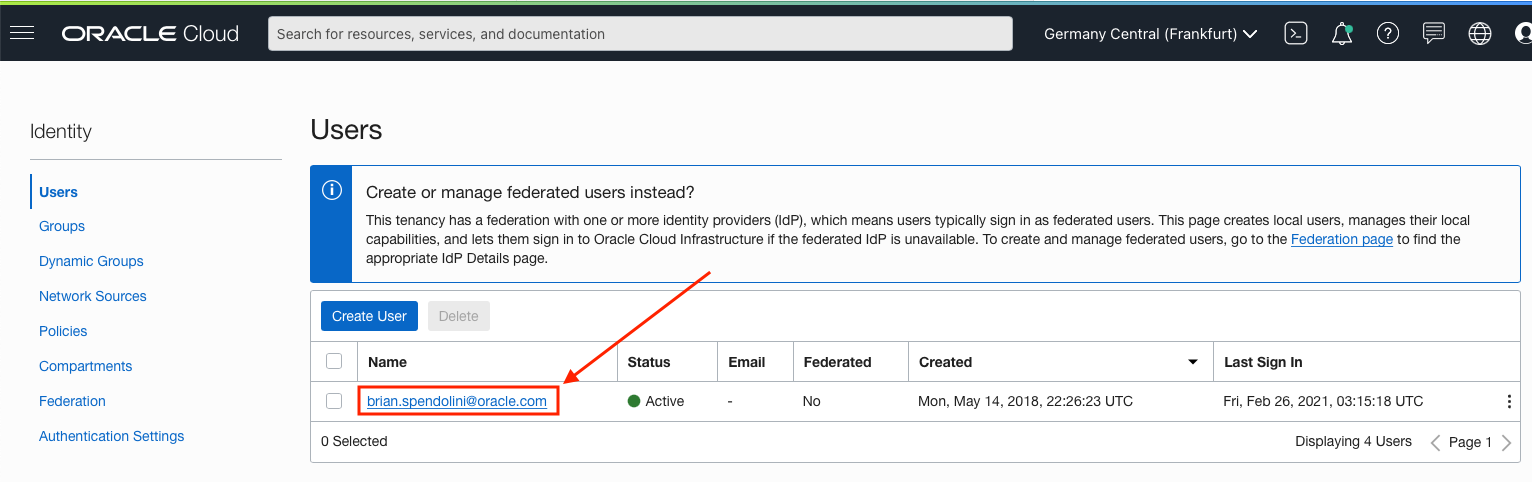 ORACLE Cloud
Search for resources, services, and documentation
Germany Central (Frankfurt)
Identity
Users
Groups
Dynamic Groups
Network Sources
Policies
Compartments
Federation
Authentication Settings
Users
Create or manage federated users instead?
This tenancy has a federation with one or more identity providers (IdP), which means users typically sign in as federated users. This page creates local users, manages their local
capabilities, and lets them sign in to Oracle Cloud Infrastructure if the federated IdP is unavailable. To create and manage federated users, go to the Federation page to find the
appropriate IdP Details page.
Create User Delete
Name Status Email Federated Created Last Sign In
brian.spendolini@oracle.com Active - No Mon, May 14, 2018, 22:26:23 UTC Fri, Feb 26, 2021, 03:15:18 UTC
0 Selected Displaying 4 Users Page 1